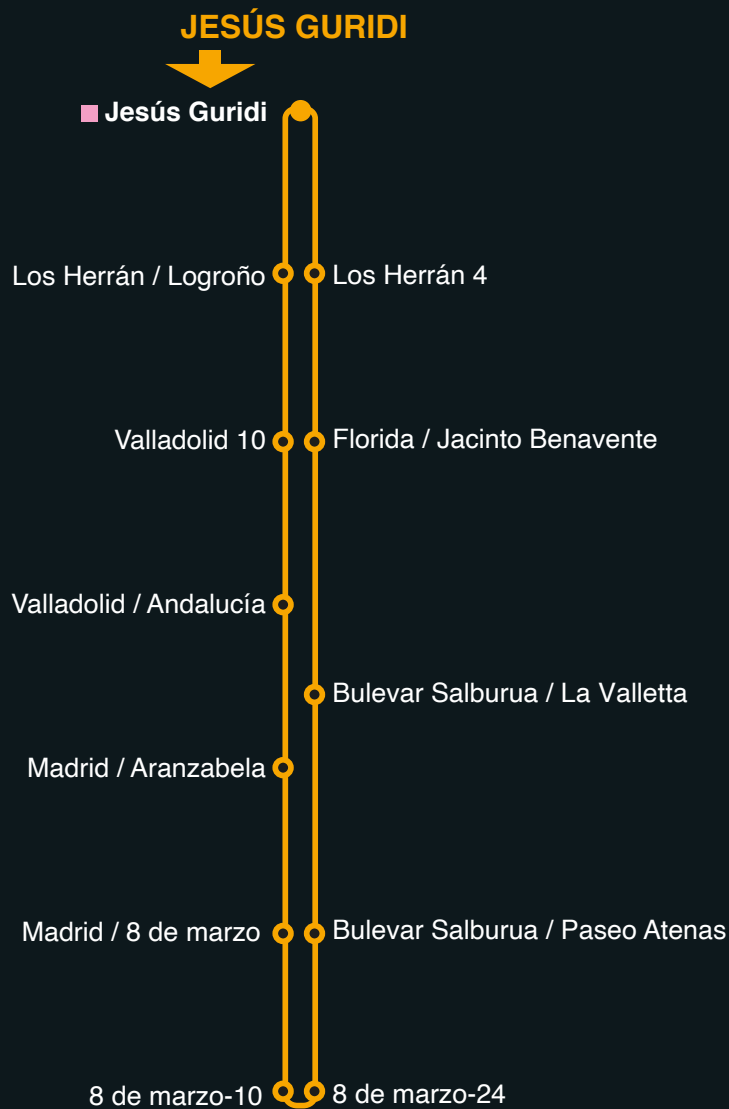 JESÚS GURIDI
Jesús Guridi
Los Herrán / Logroño
Los Herrán 4
Valladolid 10
Florida / Jacinto Benavente
Valladolid / Andalucía
Bulevar Salburua / La Valletta
Madrid / Aranzabela
Madrid / 8 de marzo
Bulevar Salburua / Paseo Atenas
8 de marzo-10
8 de marzo-24